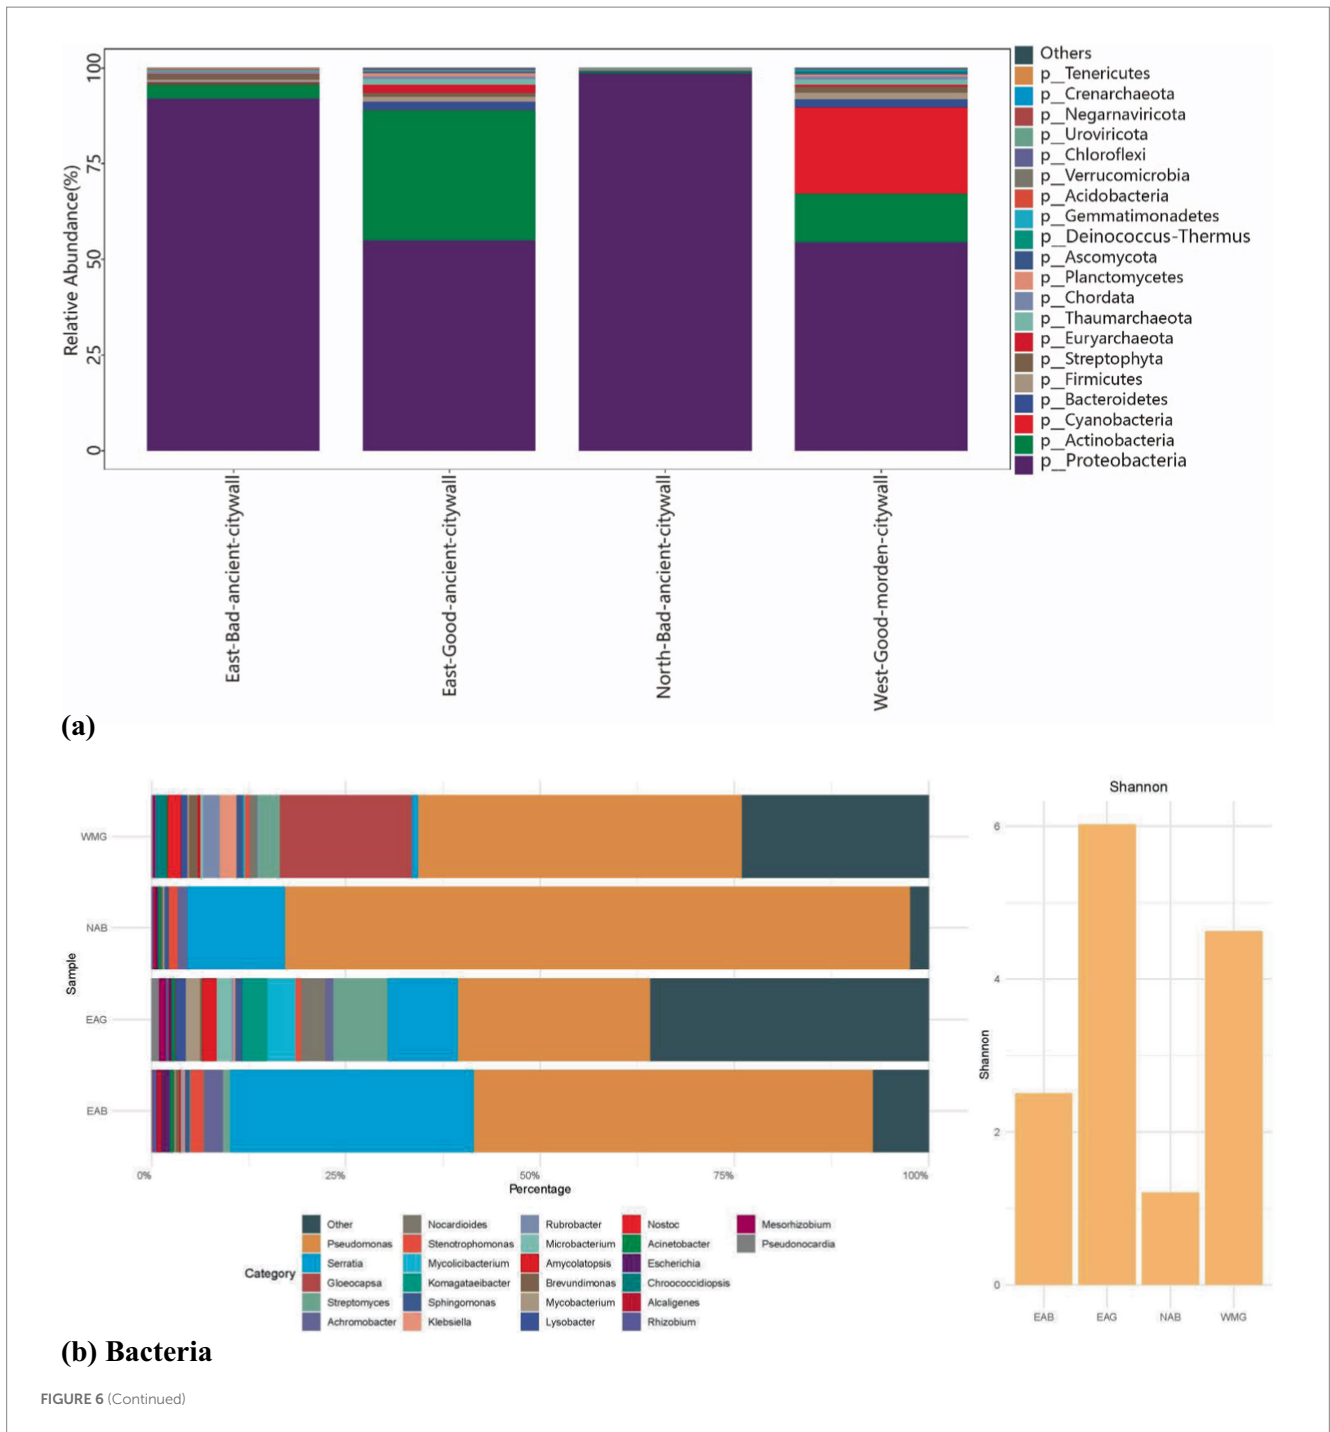 100
75
50
25
0
Relative Abundance(%)
East-Bad-ancient-citywall
East-Good-ancient-citywall
North-Bad-ancient-citywall
West-Good-morden-citywall
Others
p__Tenericutes
p__Crenarchaeota
p__Negarnaviricota
p__Uroviricota
p__Chloroflexi
p__Verrucomicrobia
p__Acidobacteria
p__Gemmatimonadetes
p__Deinococcus-Thermus
p__Ascomycota
p__Planctomycetes
p__Chordata
p__Thaumarchaeota
p__Euryarchaeota
p__Streptophyta
p__Firmicutes
p__Bacteroidetes
p__Cyanobacteria
p__Actinobacteria
p__Proteobacteria
(a)
WMG
NAB
EAG
EAB
Sample
0% 25% 50% 75% 100%
Percentage
Category
Other
Pseudomonas
Serratia
Gloeocapsa
Streptomyces
Achromobacter
Nocardioides
Stenotrophomonas
Mycolicibacterium
Komagataeibacter
Sphingomonas
Klebsiella
Rubrobacter
Microbacterium
Amycolatopsis
Brevundimonas
Mycobacterium
Lysobacter
Nostoc
Acinetobacter
Escherichia
Chroococcidiopsis
Alcaligenes
Rhizobium
Mesorhizobium
Pseudonocardia
Shannon
6
4
2
0
Shannon
EAB EAG NAB WMG
(b) Bacteria
FIGURE 6 (Continued)